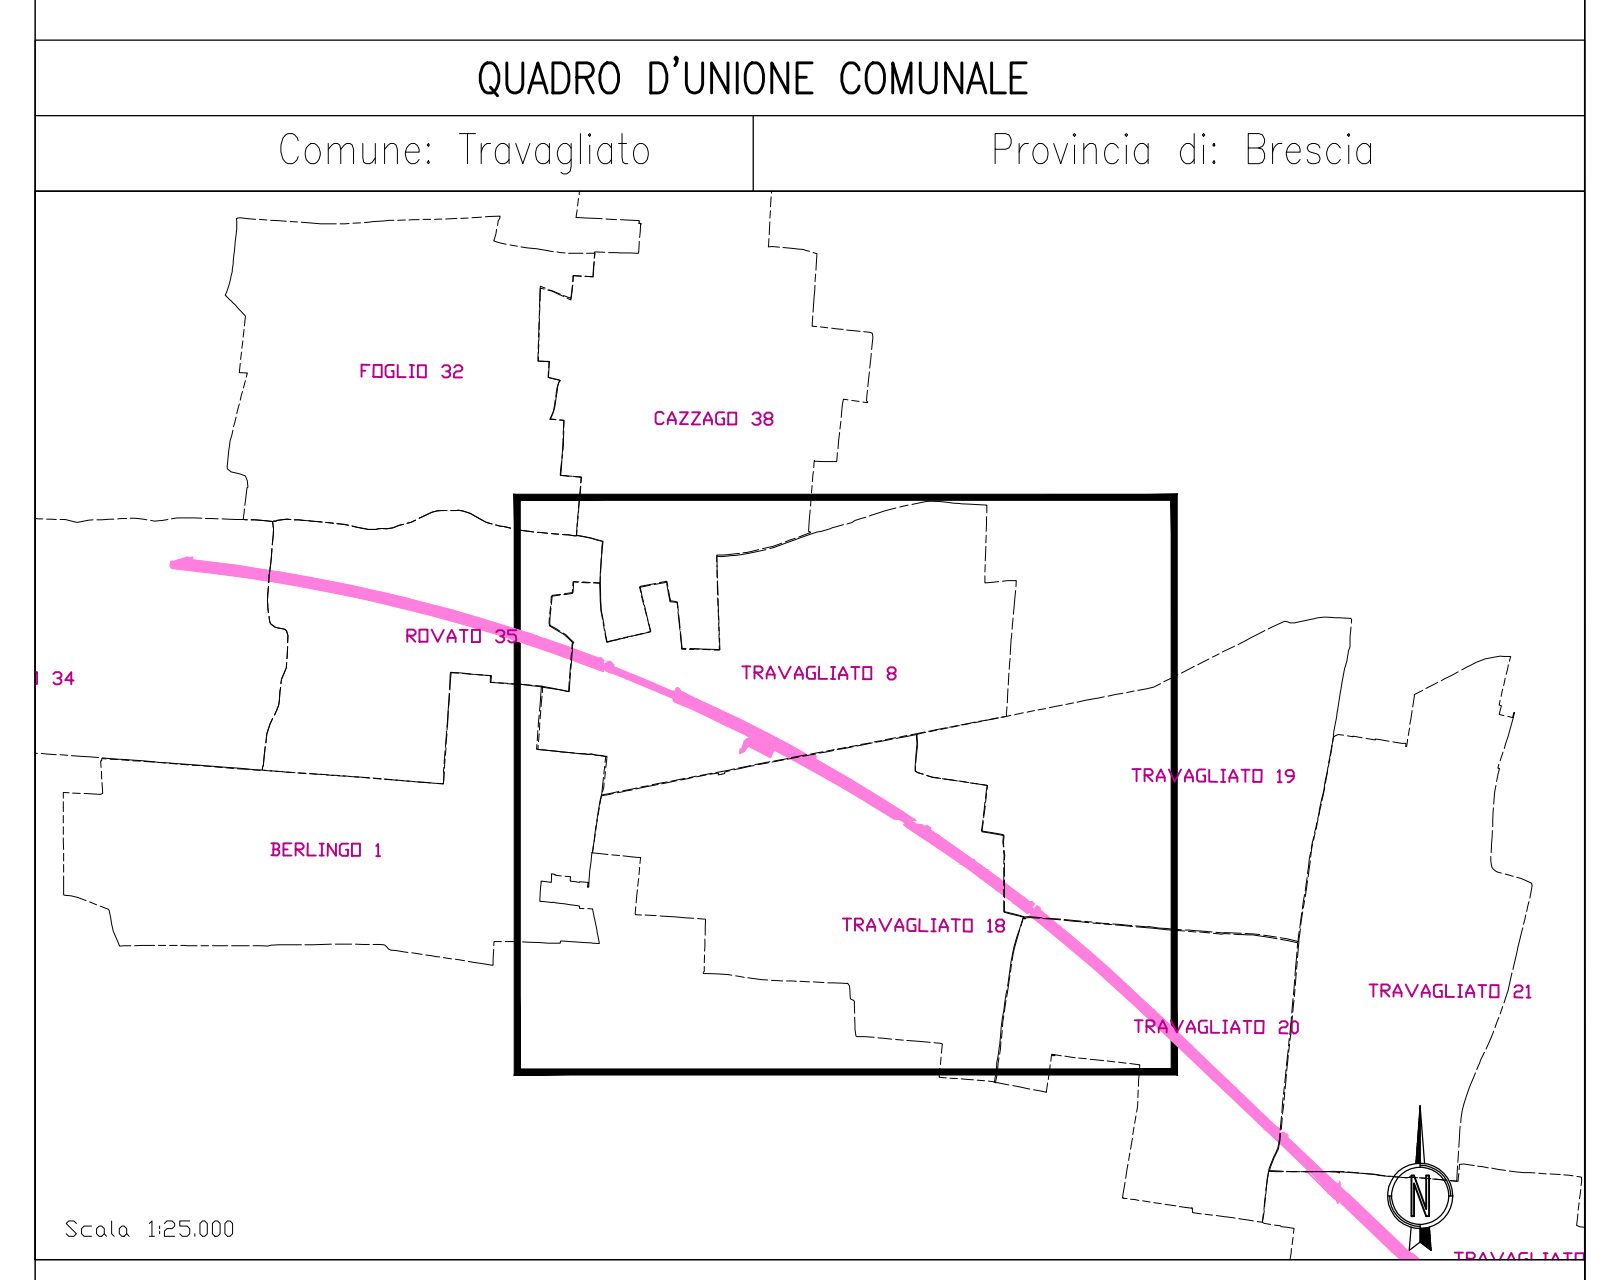 QUADRO D'UNIONE COMUNALE
Comune: Travagliato
Provincia di: Brescia
FOGLIO 32
CAZZAGO 38
ROVATO 35
34
TRAVAGLIATO 8
TRAVAGLIATO 19
BERLINGO 1
TRAVAGLIATO 18
TRAVAGLIATO 21
TRAVAGLIATO 20
N
Scala 1:25.000
TRAVAGLIATO